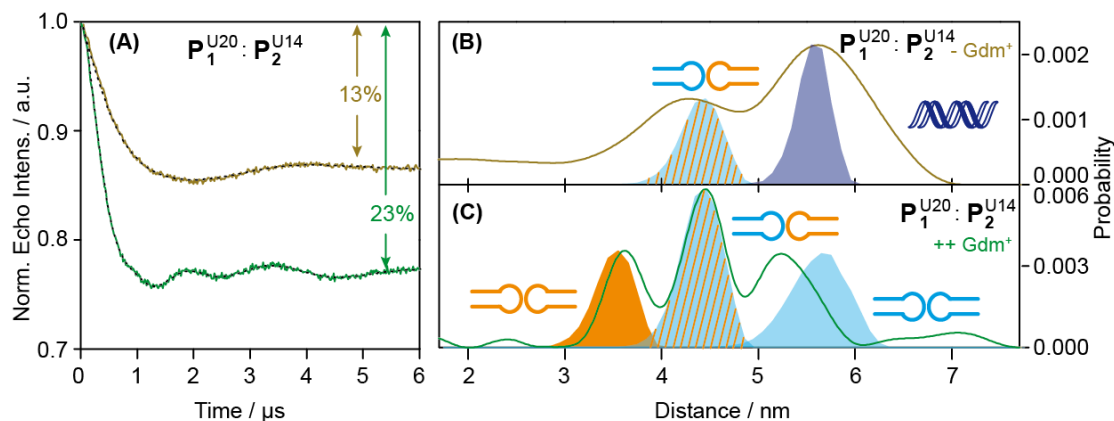 (A)
P₁ᵁ²⁰ : P₂ᵁ¹⁴
13%
23%
1.0
0.9
0.8
0.7
Norm. Echo Intens. / a.u.
0 1 2 3 4 5 6
Time / µs
(B)
P₁ᵁ²⁰ : P₂ᵁ¹⁴
- Gdm⁺
0.002
0.001
0.000
(C)
P₁ᵁ²⁰ : P₂ᵁ¹⁴
++ Gdm⁺
0.006
0.003
0.000
Probability
2 3 4 5 6 7
Distance / nm